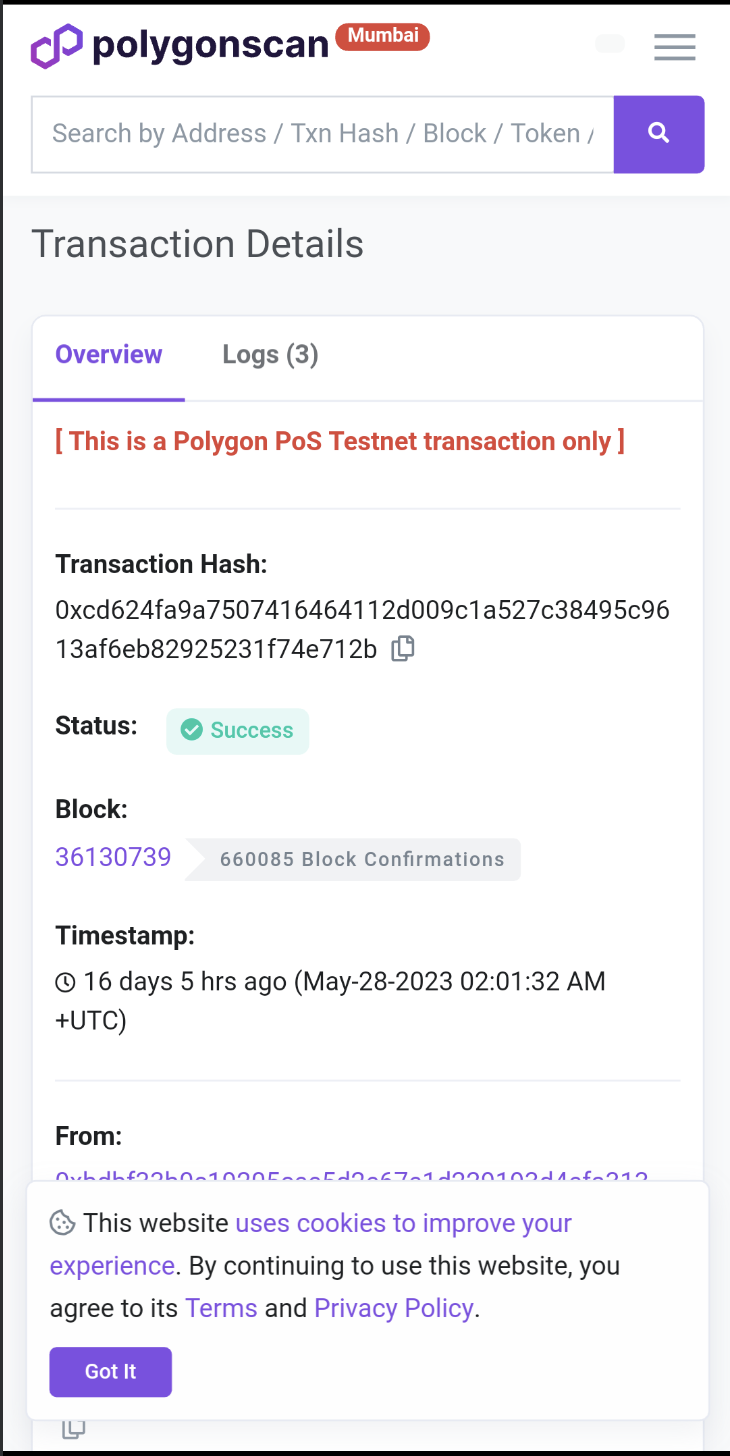 polygonscan Mumbai
Search by Address / Txn Hash / Block / Token /
Transaction Details
Overview Logs (3)
[ This is a Polygon PoS Testnet transaction only ]
Transaction Hash:
0xcd624fa9a7507416464112d009c1a527c38495c96
13af6eb82925231f74e712b
Status: Success
Block:
36130739 660085 Block Confirmations
Timestamp:
16 days 5 hrs ago (May-28-2023 02:01:32 AM
+UTC)
From:
This website uses cookies to improve your
experience. By continuing to use this website, you
agree to its Terms and Privacy Policy.
Got It